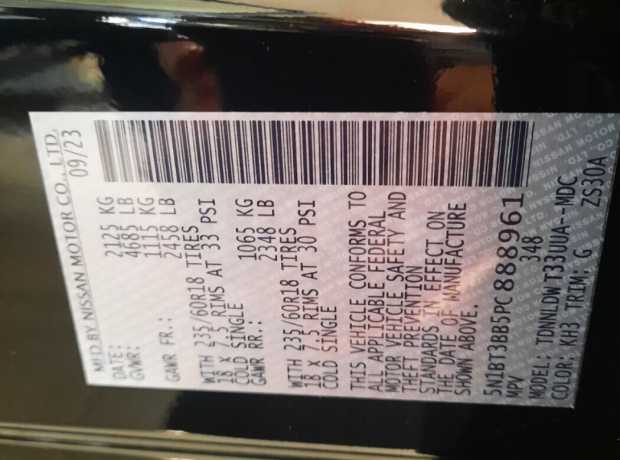 MFD BY NISSAN MOTOR CO., LTD.
DATE: 09/23
GVWR: 2125 KG
4685 LB
GAWR FR.: 1115 KG
2458 LB
WITH 235/60R18 TIRES
18 X 7.5 RIMS AT 33 PSI
COLD SINGLE
GAWR RR.: 1065 KG
2348 LB
WITH 235/60R18 TIRES
18 X 7.5 RIMS AT 30 PSI
COLD SINGLE
THIS VEHICLE CONFORMS TO
ALL APPLICABLE FEDERAL
MOTOR VEHICLE SAFETY AND
THEFT PREVENTION
STANDARDS IN EFFECT ON
THE DATE OF MANUFACTURE
SHOWN ABOVE.
5N1BT3BB5PC888961
MPV 348
MODEL: TDNNLDWT33UUA--MDC
COLOR: KH3 TRIM: G ZS30A